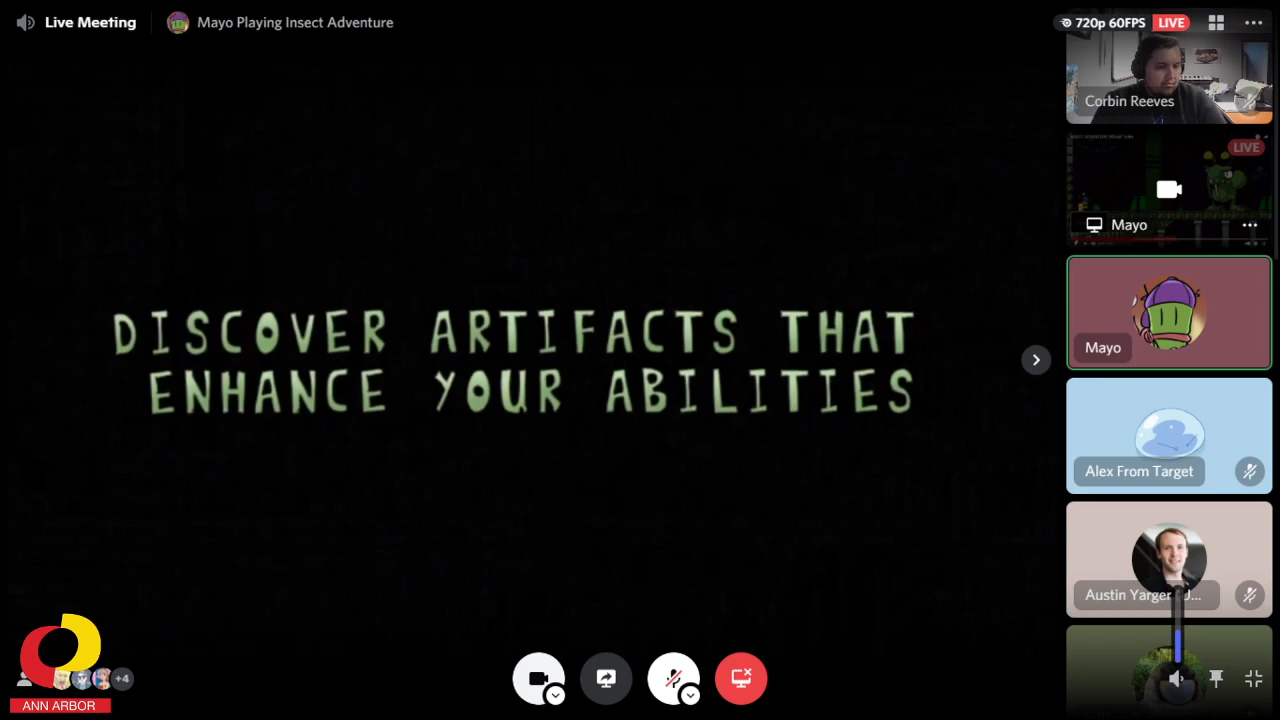 Live Meeting
Mayo Playing Insect Adventure
720p 60FPS
LIVE
Corbin Reeves
LIVE
Mayo
DISCOVER ARTIFACTS THAT
ENHANCE YOUR ABILITIES
Mayo
Alex From Target
Austin Yarger
+4
ANN ARBOR